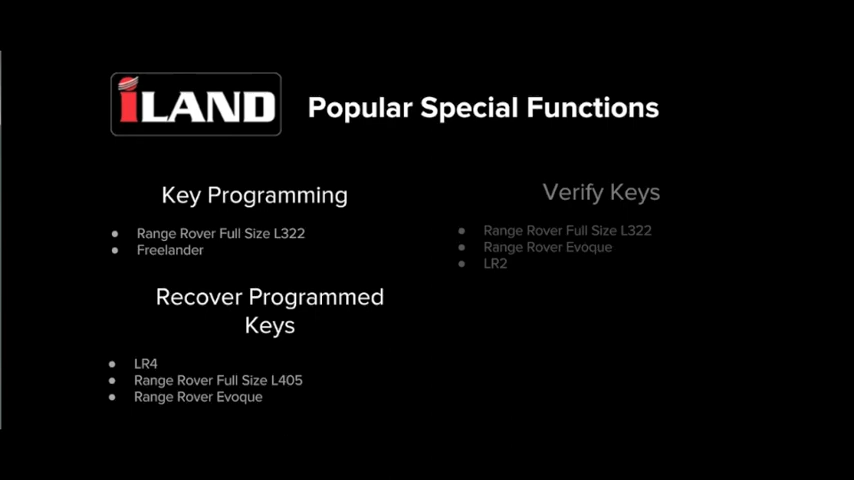 iLAND
Popular Special Functions
Key Programming
● Range Rover Full Size L322
● Freelander
Recover Programmed
Keys
● LR4
● Range Rover Full Size L405
● Range Rover Evoque
Verify Keys
● Range Rover Full Size L322
● Range Rover Evoque
● LR2